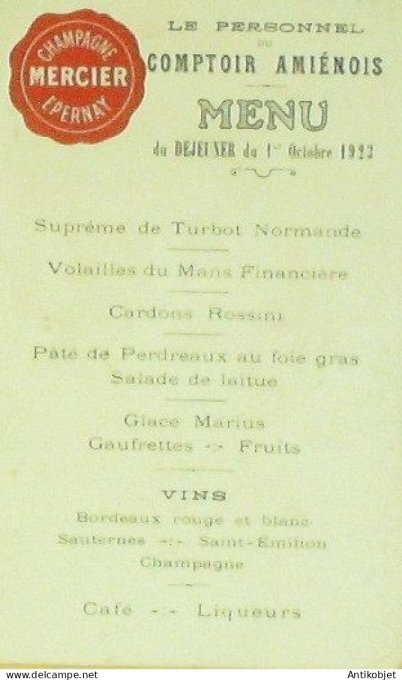 CHAMPAGNE
MERCIER
EPERNAY
LE PERSONNEL
DU
COMPTOIR AMIÉNOIS
MENU
du DEJEUNER du 1er Octobre 1923
Suprême de Turbot Normande
Volailles du Mans Financière
Cardons Rossini
Pâté de Perdreaux au foie gras
Salade de laitue
Glace Marius
Gaufrettes -:- Fruits
VINS
Bordeaux rouge et blanc
Sauternes -:- Saint-Émilion
Champagne
Café -:- Liqueurs
Antikobjet